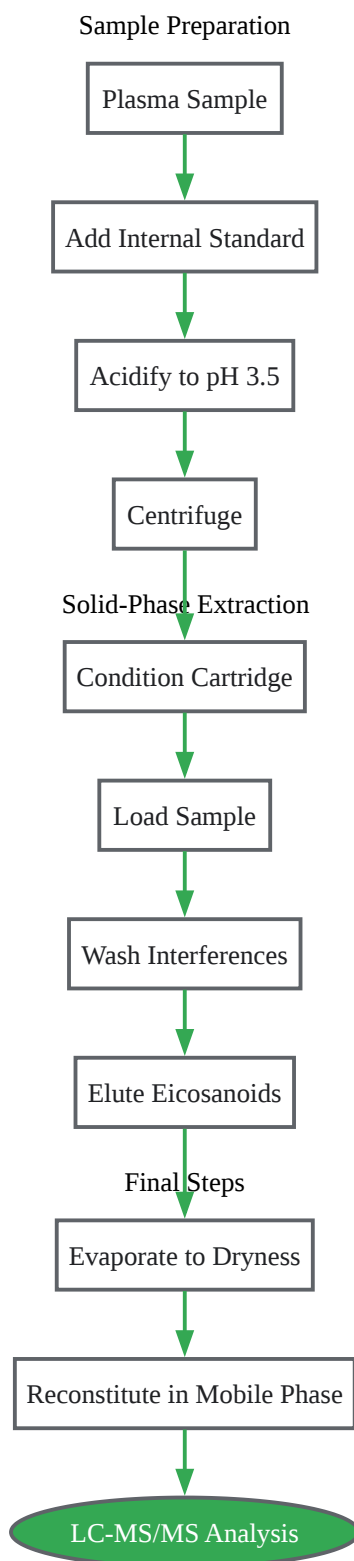 Sample Preparation
Plasma Sample
Add Internal Standard
Acidify to pH 3.5
Centrifuge
Solid-Phase Extraction
Condition Cartridge
Load Sample
Wash Interferences
Elute Eicosanoids
Final Steps
Evaporate to Dryness
Reconstitute in Mobile Phase
LC-MS/MS Analysis